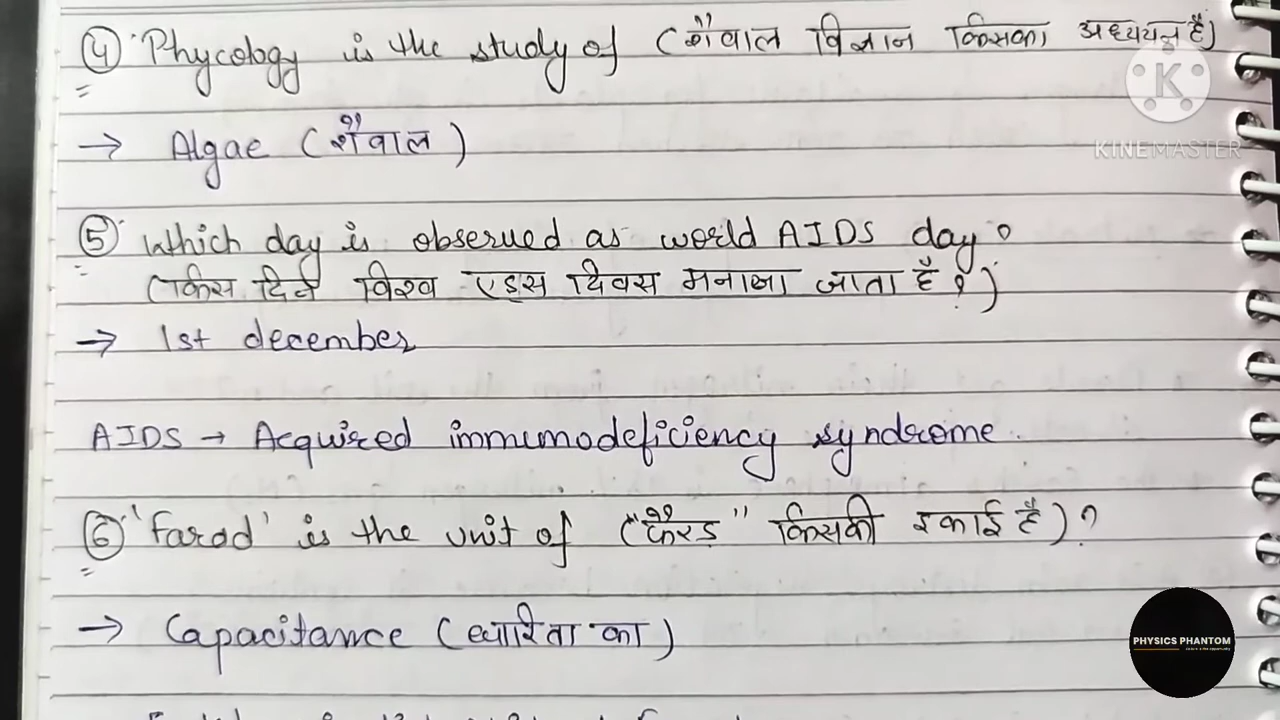 ④ Phycology is the study of (शैवाल विज्ञान किसका अध्ययन है)
→ Algae (शैवाल)
⑤ Which day is observed as world AIDS day?
(किस दिन विश्व एड्स दिवस मनाया जाता है?)
→ 1st december
AIDS → Acquired immunodeficiency syndrome.
⑥ 'Farad' is the unit of ("फैरड" किसकी इकाई है)?
→ Capacitance (धारिता का)
K
KINEMASTER
PHYSICS PHANTOM